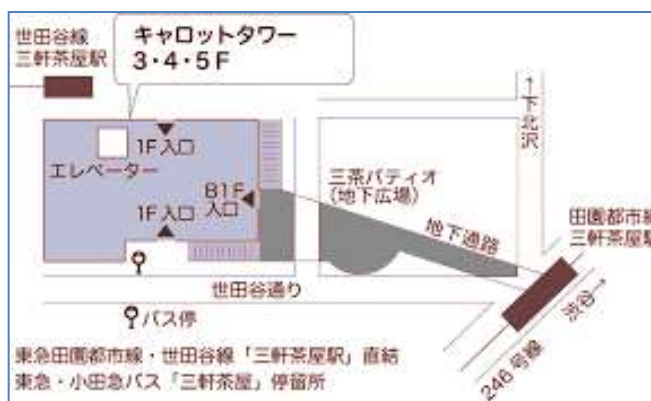 世田谷線
三軒茶屋駅
キャロットタワー
3・4・5F
↑下北沢
1F入口
エレベーター
B1F
入口
1F入口
三茶パティオ
(地下広場)
地下通路
田園都市線
三軒茶屋駅
世田谷通り
渋谷→
バス停
246号線
東急田園都市線・世田谷線「三軒茶屋駅」直結
東急・小田急バス「三軒茶屋」停留所